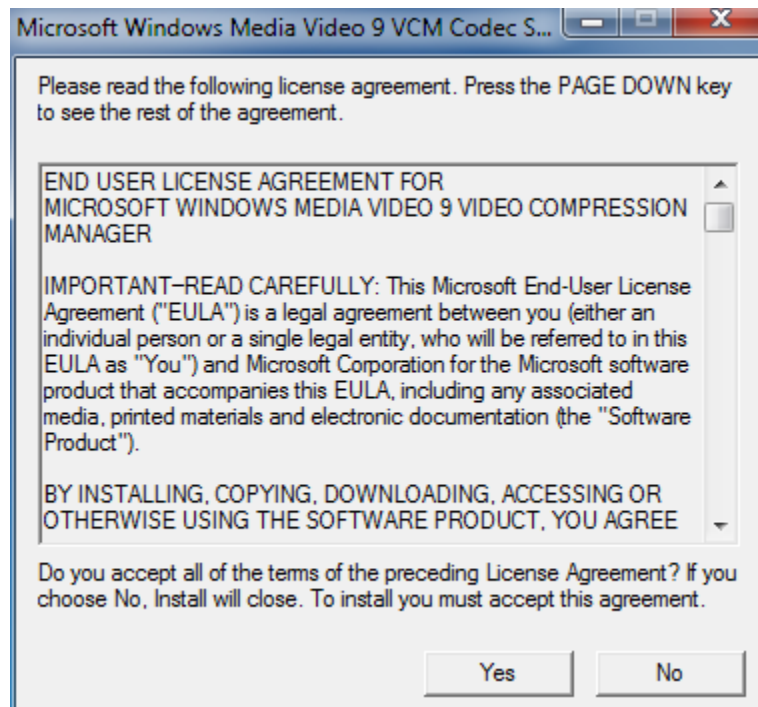 Microsoft Windows Media Video 9 VCM Codec S...
Please read the following license agreement. Press the PAGE DOWN key
to see the rest of the agreement.
END USER LICENSE AGREEMENT FOR
MICROSOFT WINDOWS MEDIA VIDEO 9 VIDEO COMPRESSION
MANAGER
IMPORTANT—READ CAREFULLY: This Microsoft End-User License
Agreement ("EULA") is a legal agreement between you (either an
individual person or a single legal entity, who will be referred to in this
EULA as "You") and Microsoft Corporation for the Microsoft software
product that accompanies this EULA, including any associated
media, printed materials and electronic documentation (the "Software
Product").
BY INSTALLING, COPYING, DOWNLOADING, ACCESSING OR
OTHERWISE USING THE SOFTWARE PRODUCT, YOU AGREE
Do you accept all of the terms of the preceding License Agreement? If you
choose No, Install will close. To install you must accept this agreement.
Yes
No